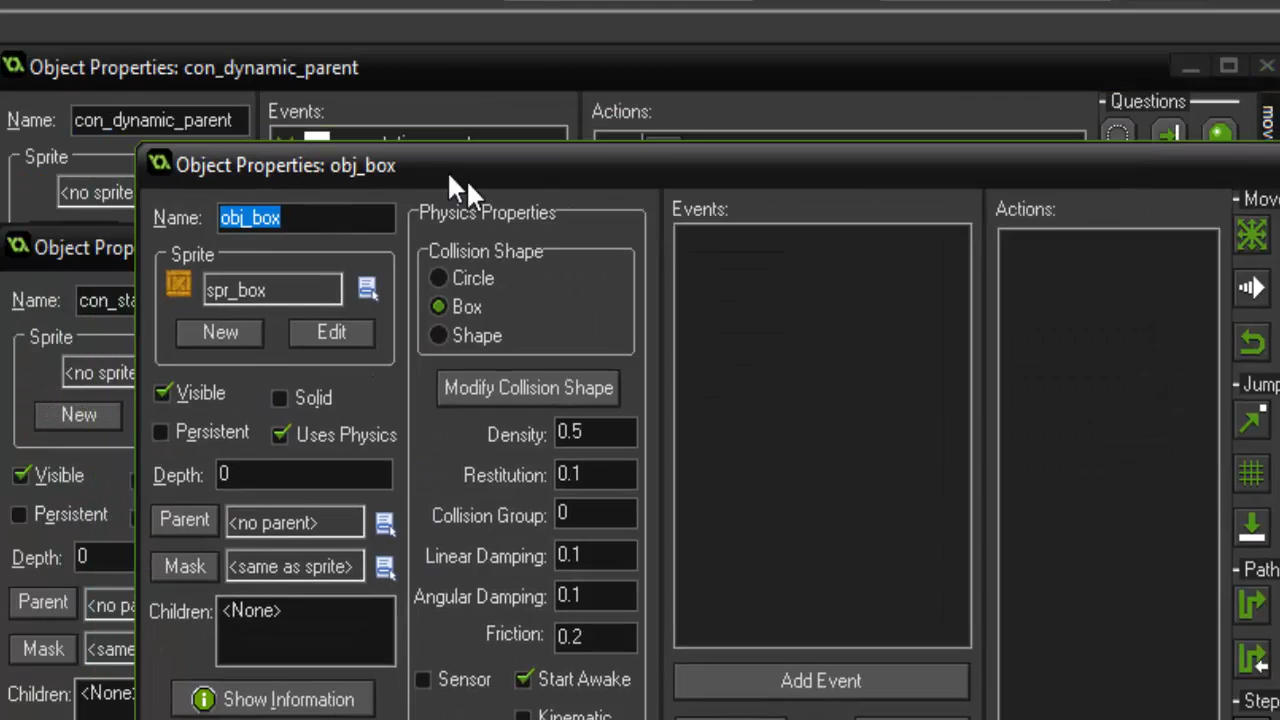 Object Properties: con_dynamic_parent
Name: con_dynamic_parent
Events:
Actions:
Questions
move
Sprite
<no sprite
Object Prop
Name: con_sta
Sprite
<no sprite
New
Visible
Persistent
Depth: 0
Parent <no pa
Mask <same
Children: <None>
Object Properties: obj_box
Name: obj_box
Sprite
spr_box
New Edit
Visible Solid
Persistent Uses Physics
Depth: 0
Parent <no parent>
Mask <same as sprite>
Children: <None>
Show Information
Physics Properties
Collision Shape
Circle
Box
Shape
Modify Collision Shape
Density: 0.5
Restitution: 0.1
Collision Group: 0
Linear Damping: 0.1
Angular Damping: 0.1
Friction: 0.2
Sensor Start Awake
Kinematic
Events:
Add Event
Actions:
Move
Jump
Path
Step